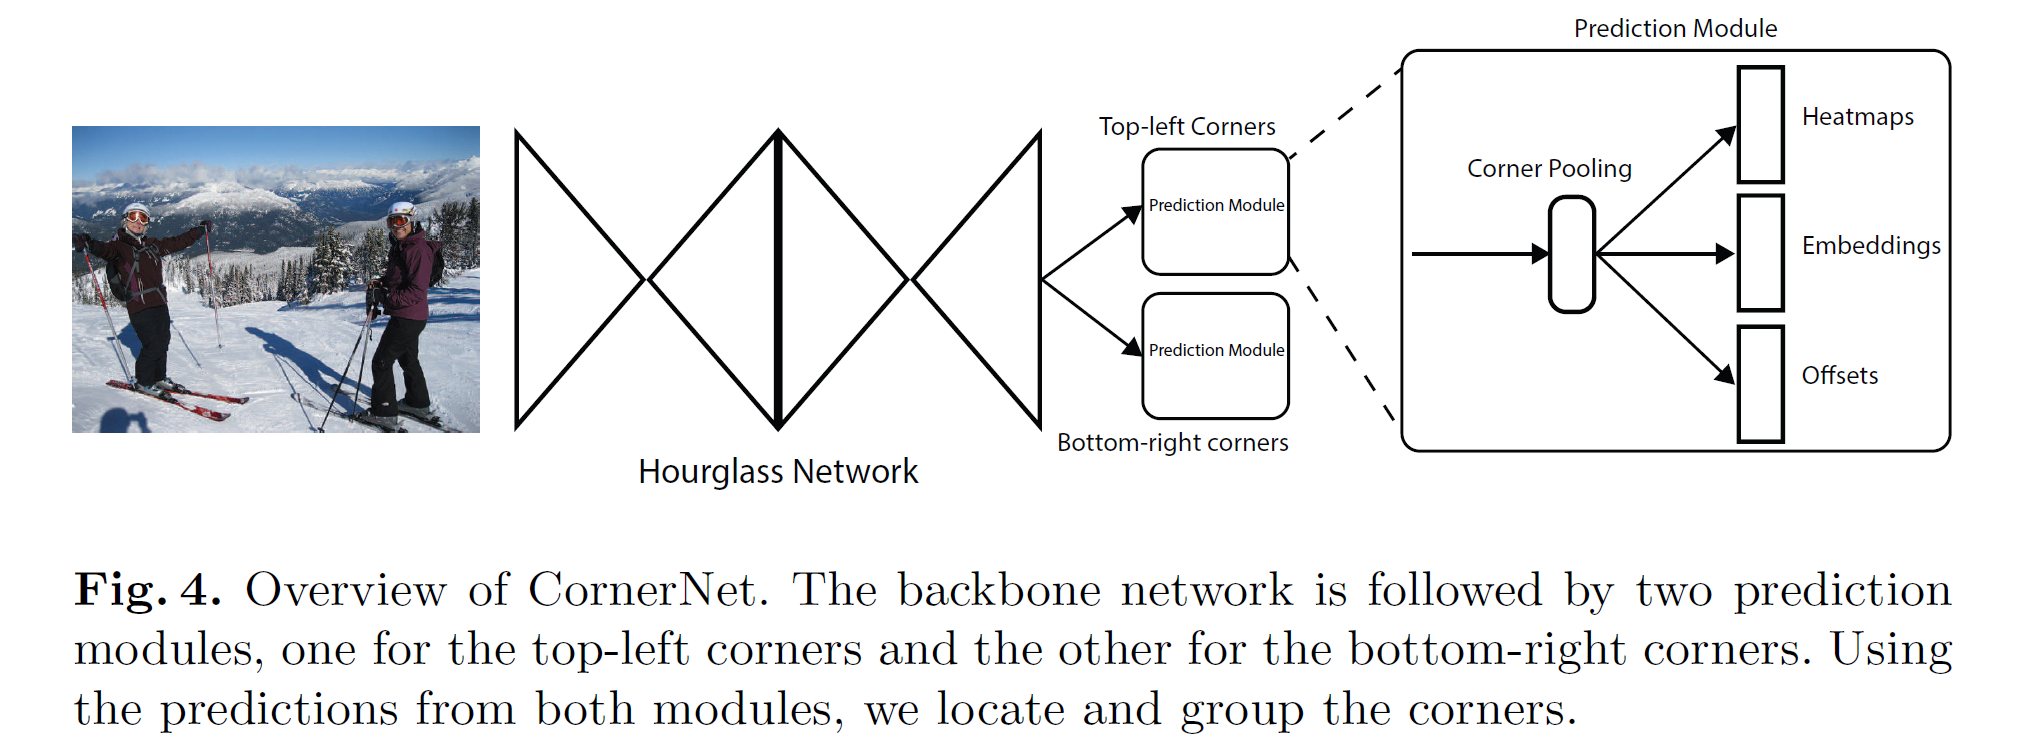 Prediction Module
Top-left Corners
Heatmaps
Corner Pooling
Prediction Module
Embeddings
Prediction Module
Offsets
Bottom-right corners
Hourglass Network
Fig. 4. Overview of CornerNet. The backbone network is followed by two prediction
modules, one for the top-left corners and the other for the bottom-right corners. Using
the predictions from both modules, we locate and group the corners.